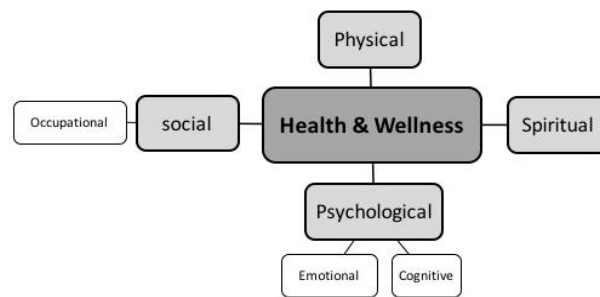 Physical
Occupational
social
Health & Wellness
Spiritual
Psychological
Emotional
Cognitive